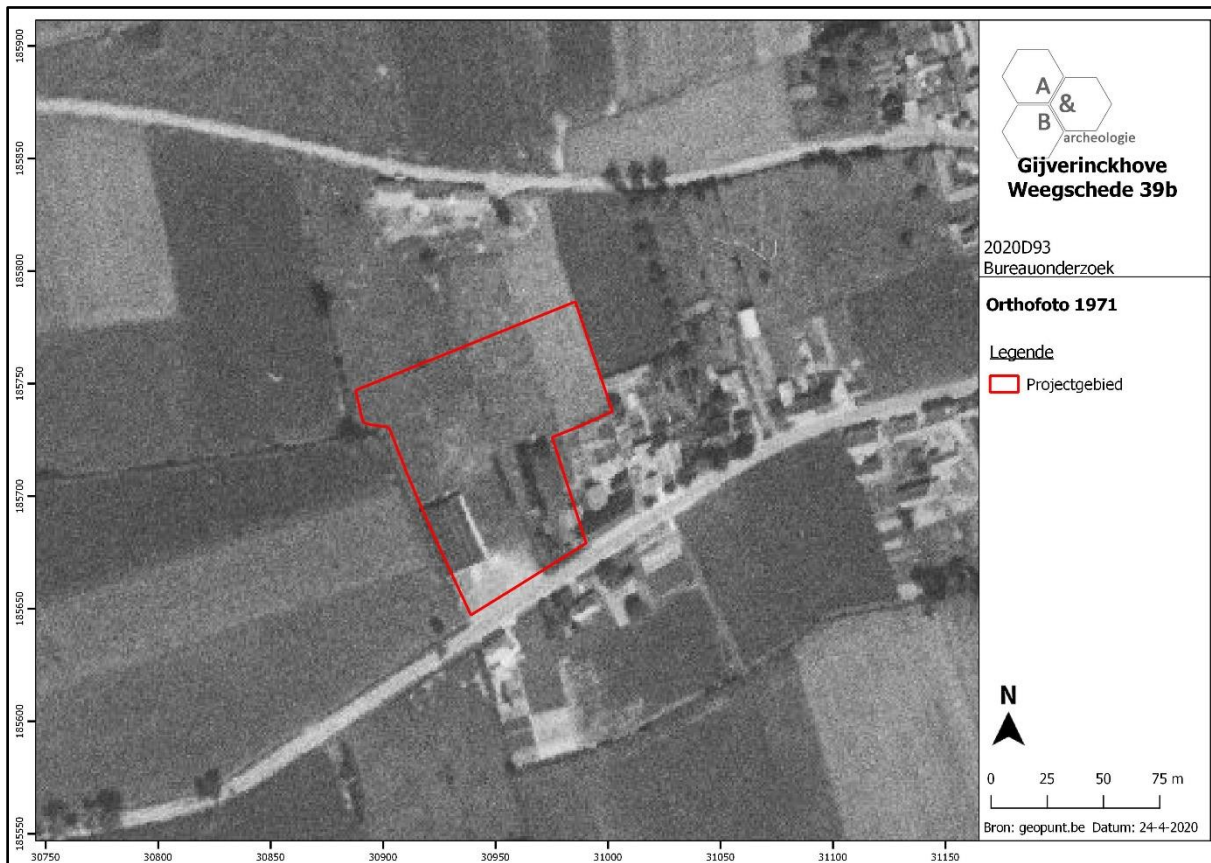 185900
185850
185800
185750
185700
185650
185600
185550
30750
30800
30850
30900
30950
31000
31050
31100
31150
A
&
B
archeologie
Gijverinckhove
Weegschede 39b
2020D93
Bureauonderzoek
Orthofoto 1971
Legende
Projectgebied
N
0 25 50 75 m
Bron: geopunt.be Datum: 24-4-2020